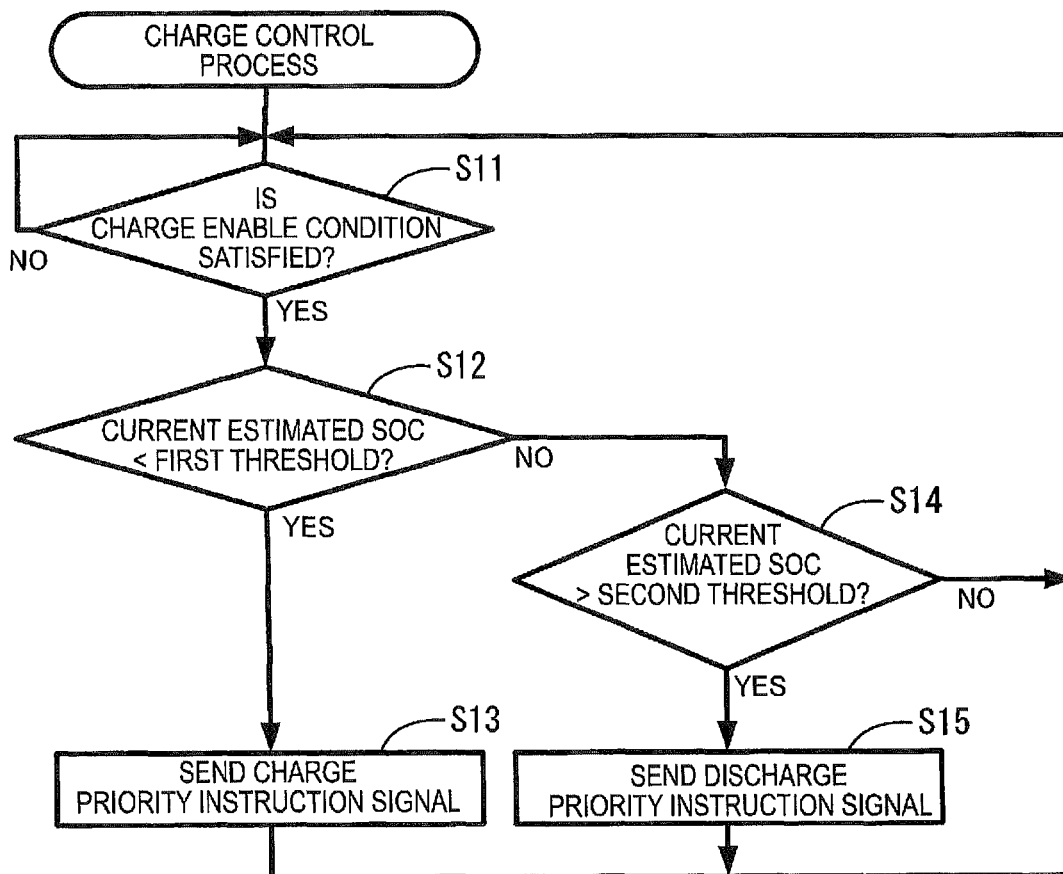 CHARGE CONTROL
PROCESS
S11
IS
CHARGE ENABLE CONDITION
SATISFIED?
NO
YES
S12
CURRENT ESTIMATED SOC
< FIRST THRESHOLD?
NO
YES
S14
CURRENT
ESTIMATED SOC
> SECOND THRESHOLD?
NO
YES
S13
SEND CHARGE
PRIORITY INSTRUCTION SIGNAL
S15
SEND DISCHARGE
PRIORITY INSTRUCTION SIGNAL